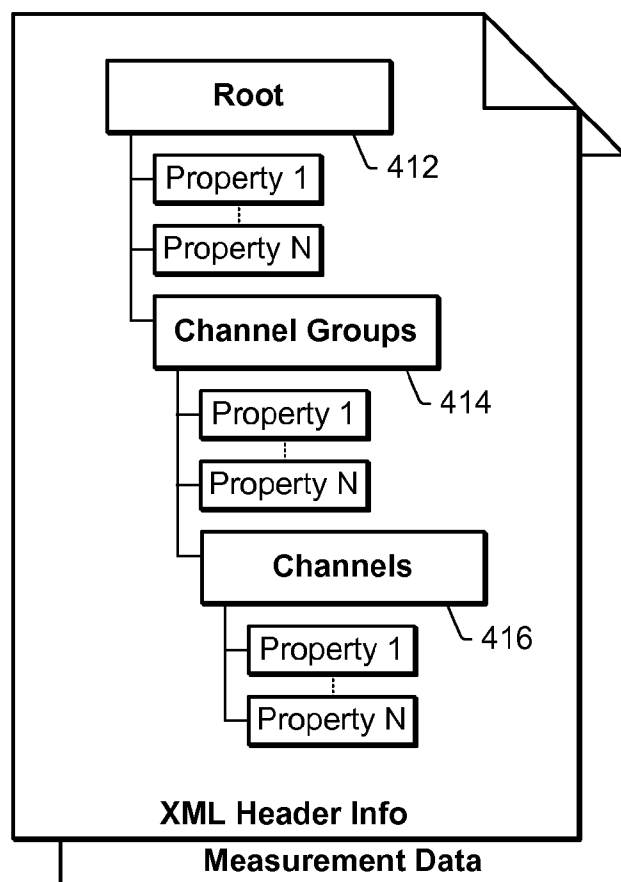 Root
412
Property 1
Property N
Channel Groups
414
Property 1
Property N
Channels
416
Property 1
Property N
XML Header Info
Measurement Data